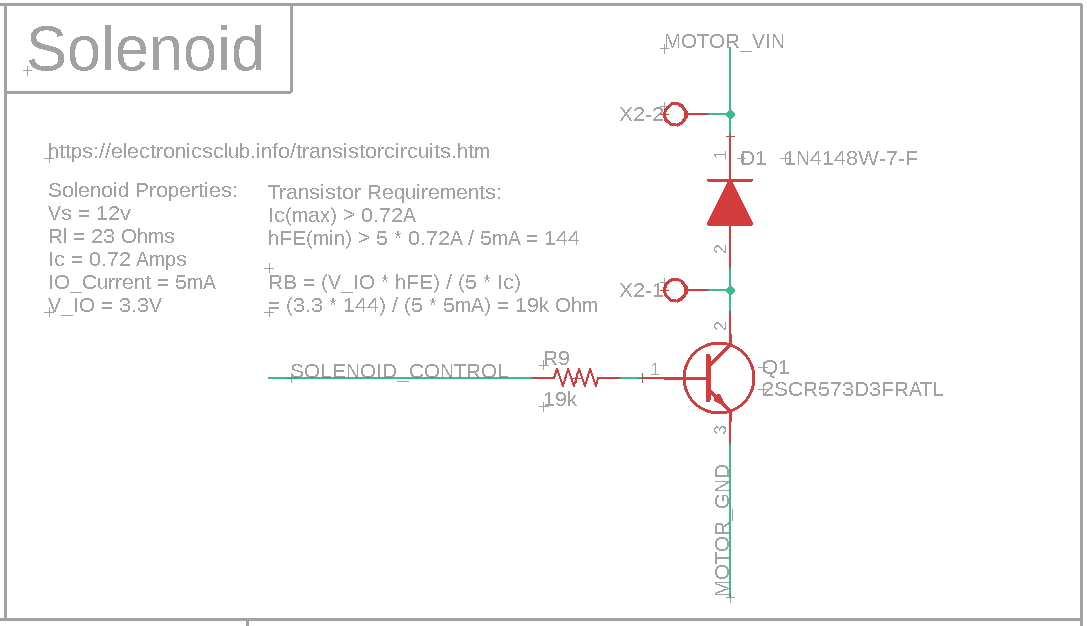 Solenoid
MOTOR_VIN
X2-2
https://electronicsclub.info/transistorcircuits.htm
1
D1
1N4148W-7-F
Solenoid Properties:
Vs = 12v
Rl = 23 Ohms
Ic = 0.72 Amps
IO_Current = 5mA
V_IO = 3.3V
Transistor Requirements:
Ic(max) > 0.72A
hFE(min) > 5 * 0.72A / 5mA = 144
RB = (V_IO * hFE) / (5 * Ic)
= (3.3 * 144) / (5 * 5mA) = 19k Ohm
2
X2-1
2
SOLENOID_CONTROL
R9
19k
1
Q1
2SCR573D3FRATL
3
MOTOR_GND